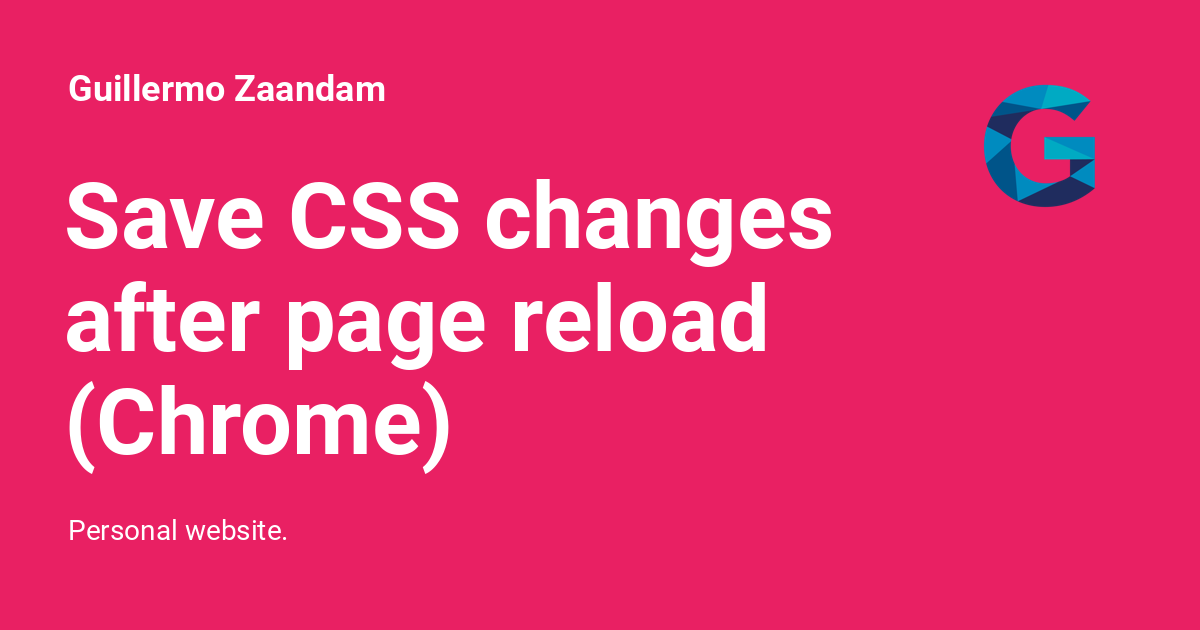 Guillermo Zaandam
Save CSS changes
after page reload
(Chrome)
Personal website.
G